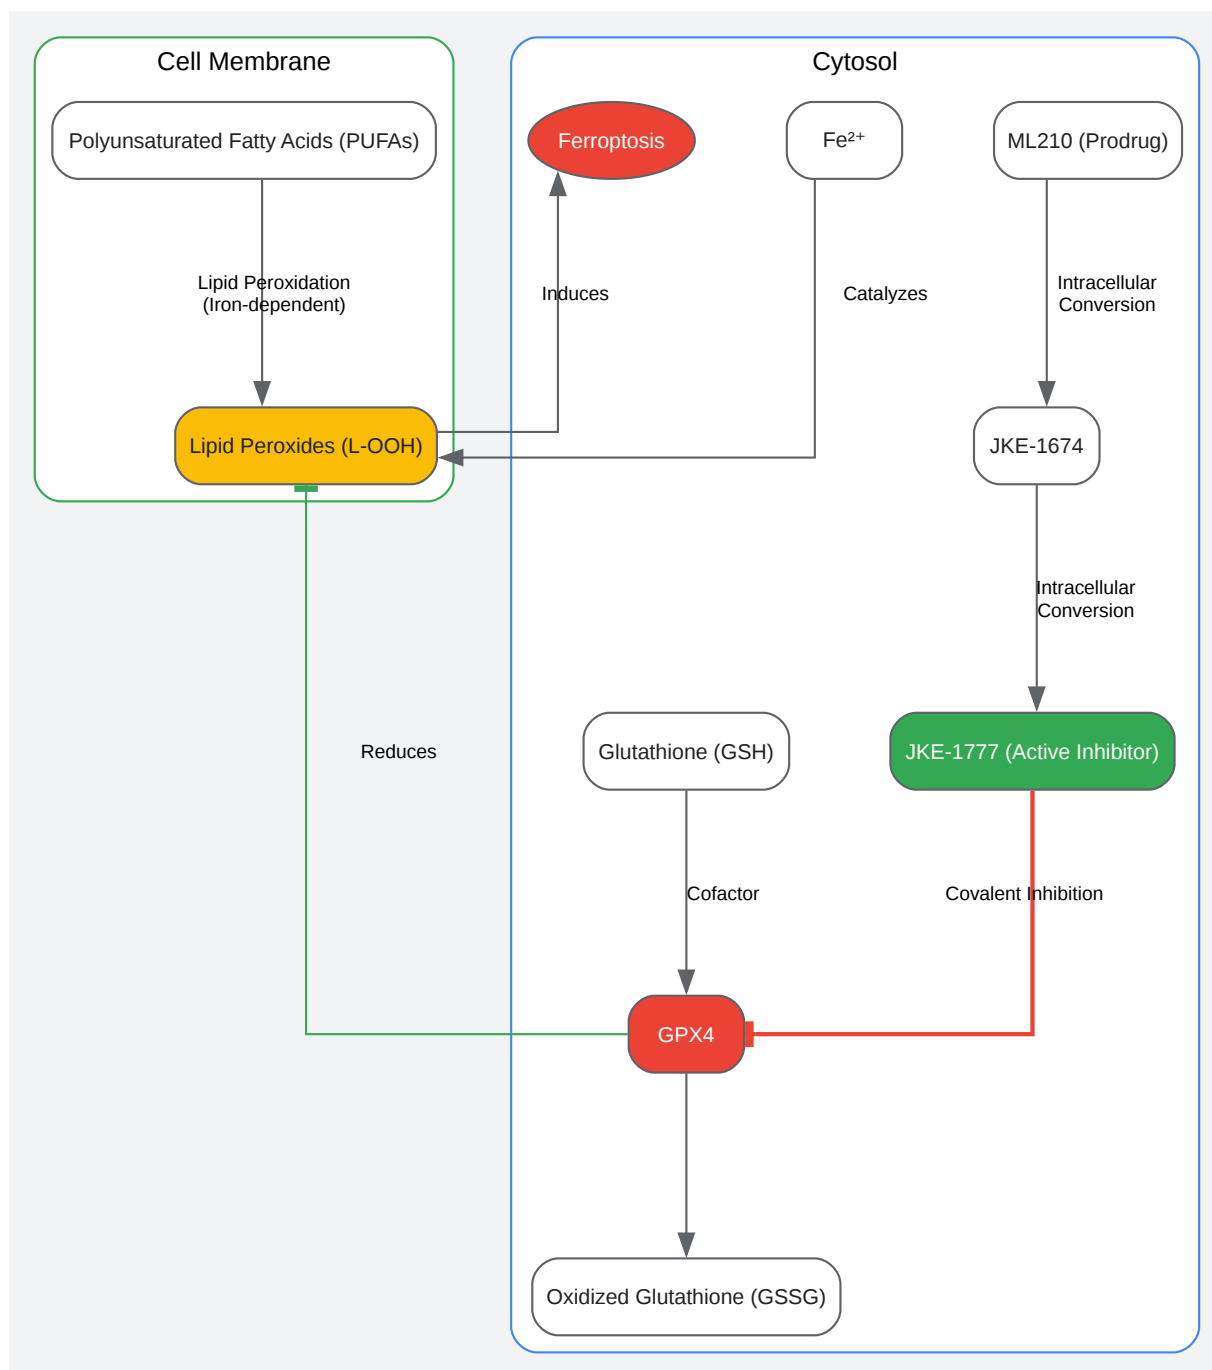 Cell Membrane
Cytosol
Polyunsaturated Fatty Acids (PUFAs)
Ferroptosis
Fe²⁺
ML210 (Prodrug)
Lipid Peroxidation
(Iron-dependent)
Induces
Catalyzes
Intracellular
Conversion
Lipid Peroxides (L-OOH)
JKE-1674
Intracellular
Conversion
Reduces
Glutathione (GSH)
JKE-1777 (Active Inhibitor)
Cofactor
Covalent Inhibition
GPX4
Oxidized Glutathione (GSSG)